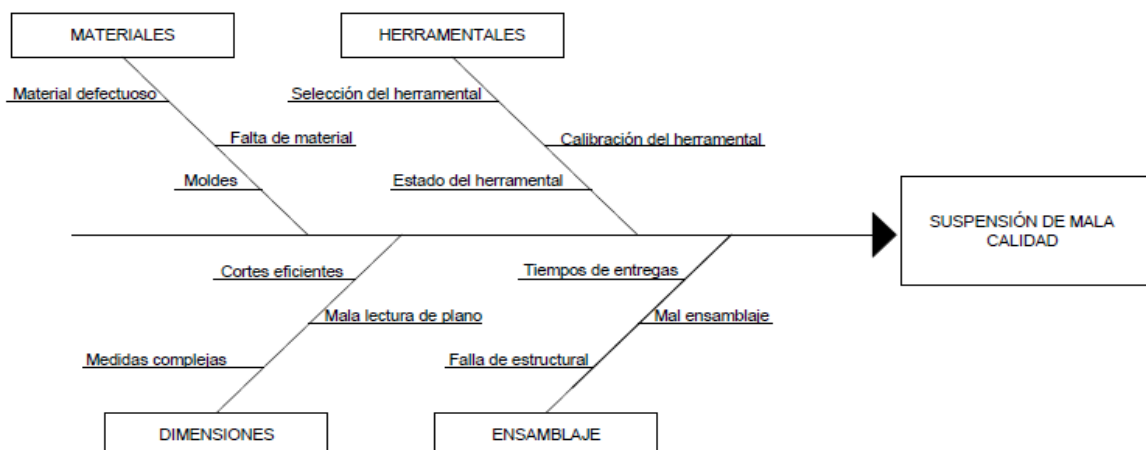 MATERIALES
HERRAMENTALES
Material defectuoso
Selección del herramental
Falta de material
Calibración del herramental
Moldes
Estado del herramental
SUSPENSIÓN DE MALA
CALIDAD
Cortes eficientes
Tiempos de entregas
Mala lectura de plano
Mal ensamblaje
Medidas complejas
Falla de estructural
DIMENSIONES
ENSAMBLAJE